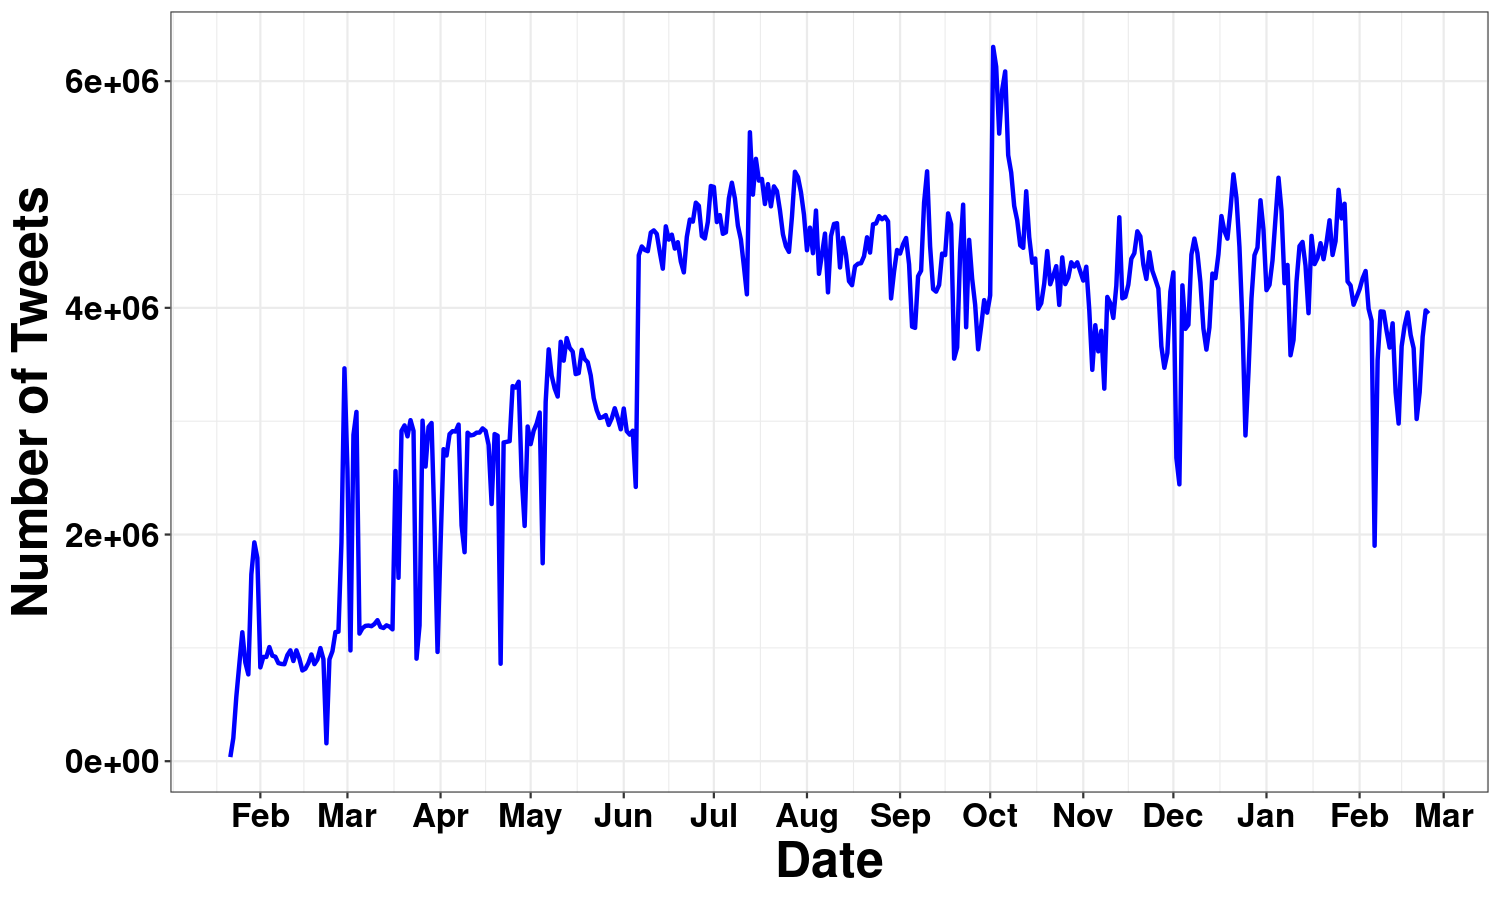 Number of Tweets
6e+06
4e+06
2e+06
0e+00
Feb Mar Apr May Jun Jul Aug Sep Oct Nov Dec Jan Feb Mar
Date